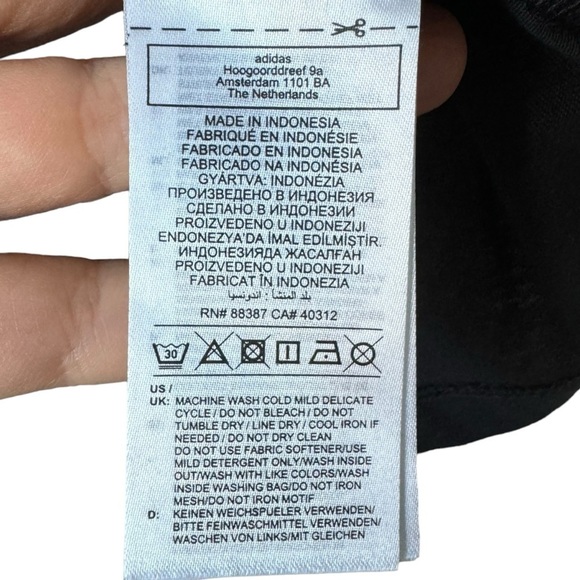 adidas
Hoogoorddreef 9a
Amsterdam 1101 BA
The Netherlands
MADE IN INDONESIA
FABRIQUÉ EN INDONÉSIE
FABRICADO EN INDONESIA
FABRICADO NA INDONÉSIA
GYÁRTVA: INDONÉZIA
ПРОИЗВЕДЕНО В ИНДОНЕЗИЯ
СДЕЛАНО В ИНДОНЕЗИИ
PROIZVEDENO U INDONEZIJI
ENDONEZYA'DA İMAL EDİLMİŞTİR.
ИНДОНЕЗИЯДА ЖАСАЛҒАН
PROIZVEDENO U INDONEZIJI
FABRICAT ÎN INDONEZIA
بلد المنشأ : اندونسيا
RN# 88387 CA# 40312
30
US /
UK: MACHINE WASH COLD MILD DELICATE
CYCLE / DO NOT BLEACH / DO NOT
TUMBLE DRY / LINE DRY / COOL IRON IF
NEEDED / DO NOT DRY CLEAN
DO NOT USE FABRIC SOFTENER/USE
MILD DETERGENT ONLY/WASH INSIDE
OUT/WASH WITH LIKE COLORS/WASH
INSIDE WASHING BAG/DO NOT IRON
MESH/DO NOT IRON MOTIF
D: KEINEN WEICHSPUELER VERWENDEN/
BITTE FEINWASCHMITTEL VERWENDEN/
WASCHEN VON LINKS/MIT GLEICHEN